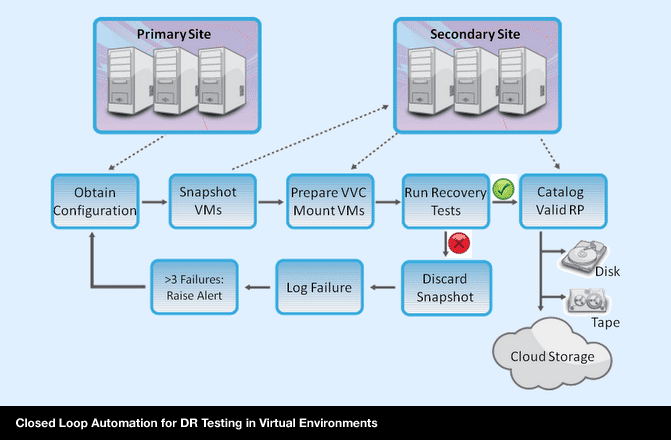 Primary Site
Secondary Site
Obtain
Configuration
Snapshot
VMs
Prepare VVC
Mount VMs
Run Recovery
Tests
Catalog
Valid RP
>3 Failures:
Raise Alert
Log Failure
Discard
Snapshot
Disk
Tape
Cloud Storage
Closed Loop Automation for DR Testing in Virtual Environments